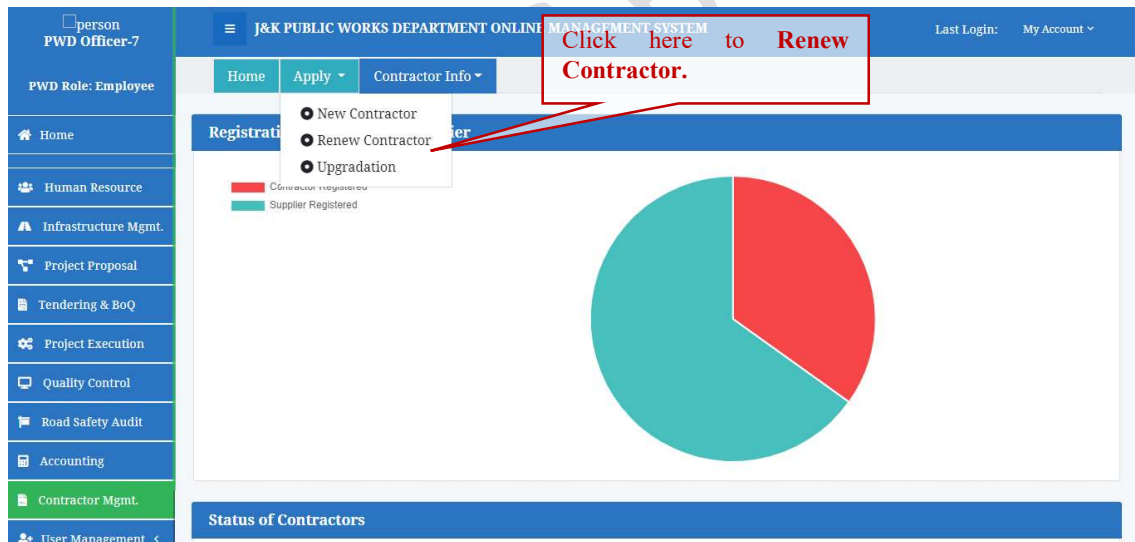 person
PWD Officer-7
PWD Role: Employee
Home
Human Resource
Infrastructure Mgmt.
Project Proposal
Tendering & BoQ
Project Execution
Quality Control
Road Safety Audit
Accounting
Contractor Mgmt.
User Management
J&K PUBLIC WORKS DEPARTMENT ONLINE MANAGEMENT SYSTEM
Last Login:
My Account
Home
Apply
Contractor Info
New Contractor
Renew Contractor
Upgradation
Click here to Renew
Contractor.
Registrati ier
Contractor Registered
Supplier Registered
Status of Contractors